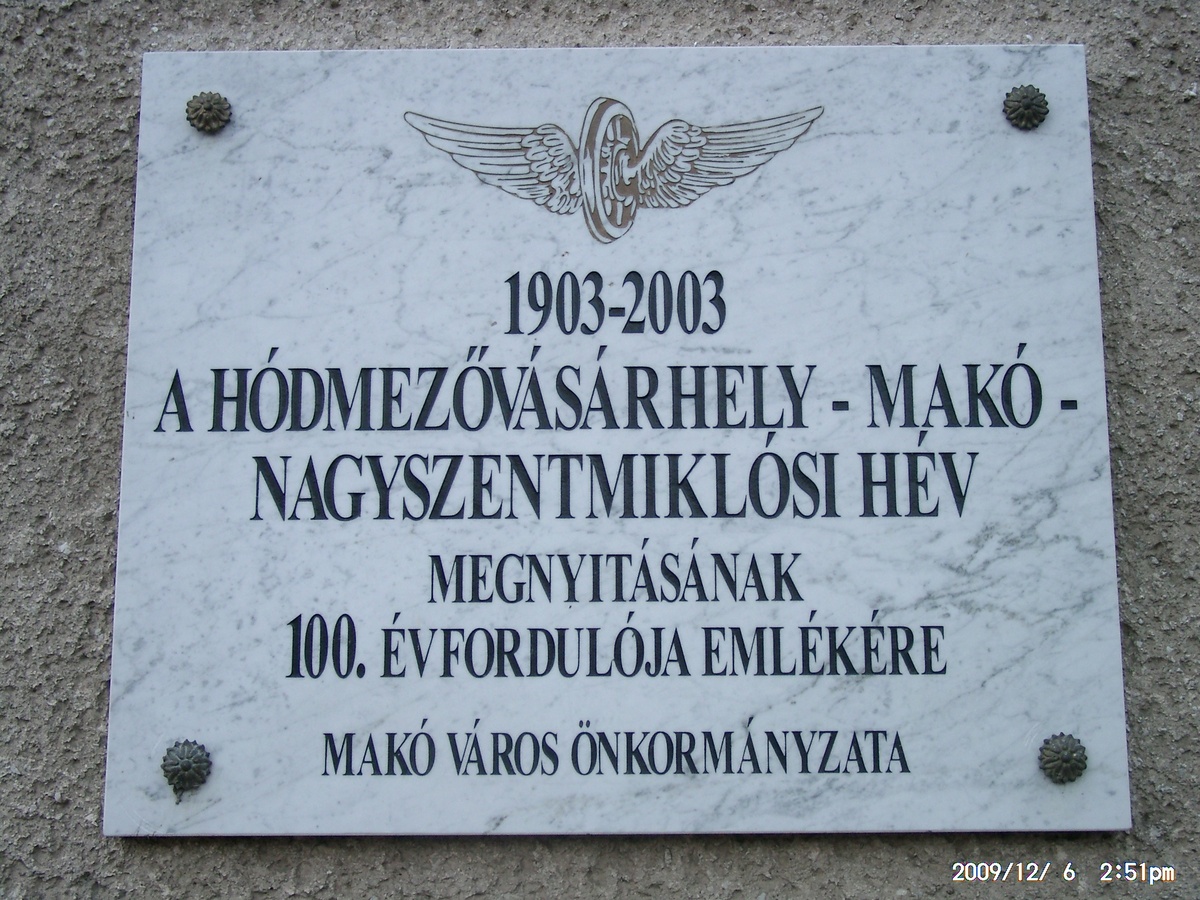 1903-2003
A HÓDMEZŐVÁSÁRHELY - MAKÓ -
NAGYSZENTMIKLÓSI HÉV
MEGNYITÁSÁNAK
100. ÉVFORDULÓJA EMLÉKÉRE
MAKÓ VÁROS ÖNKORMÁNYZATA
2009/12/ 6 2:51pm